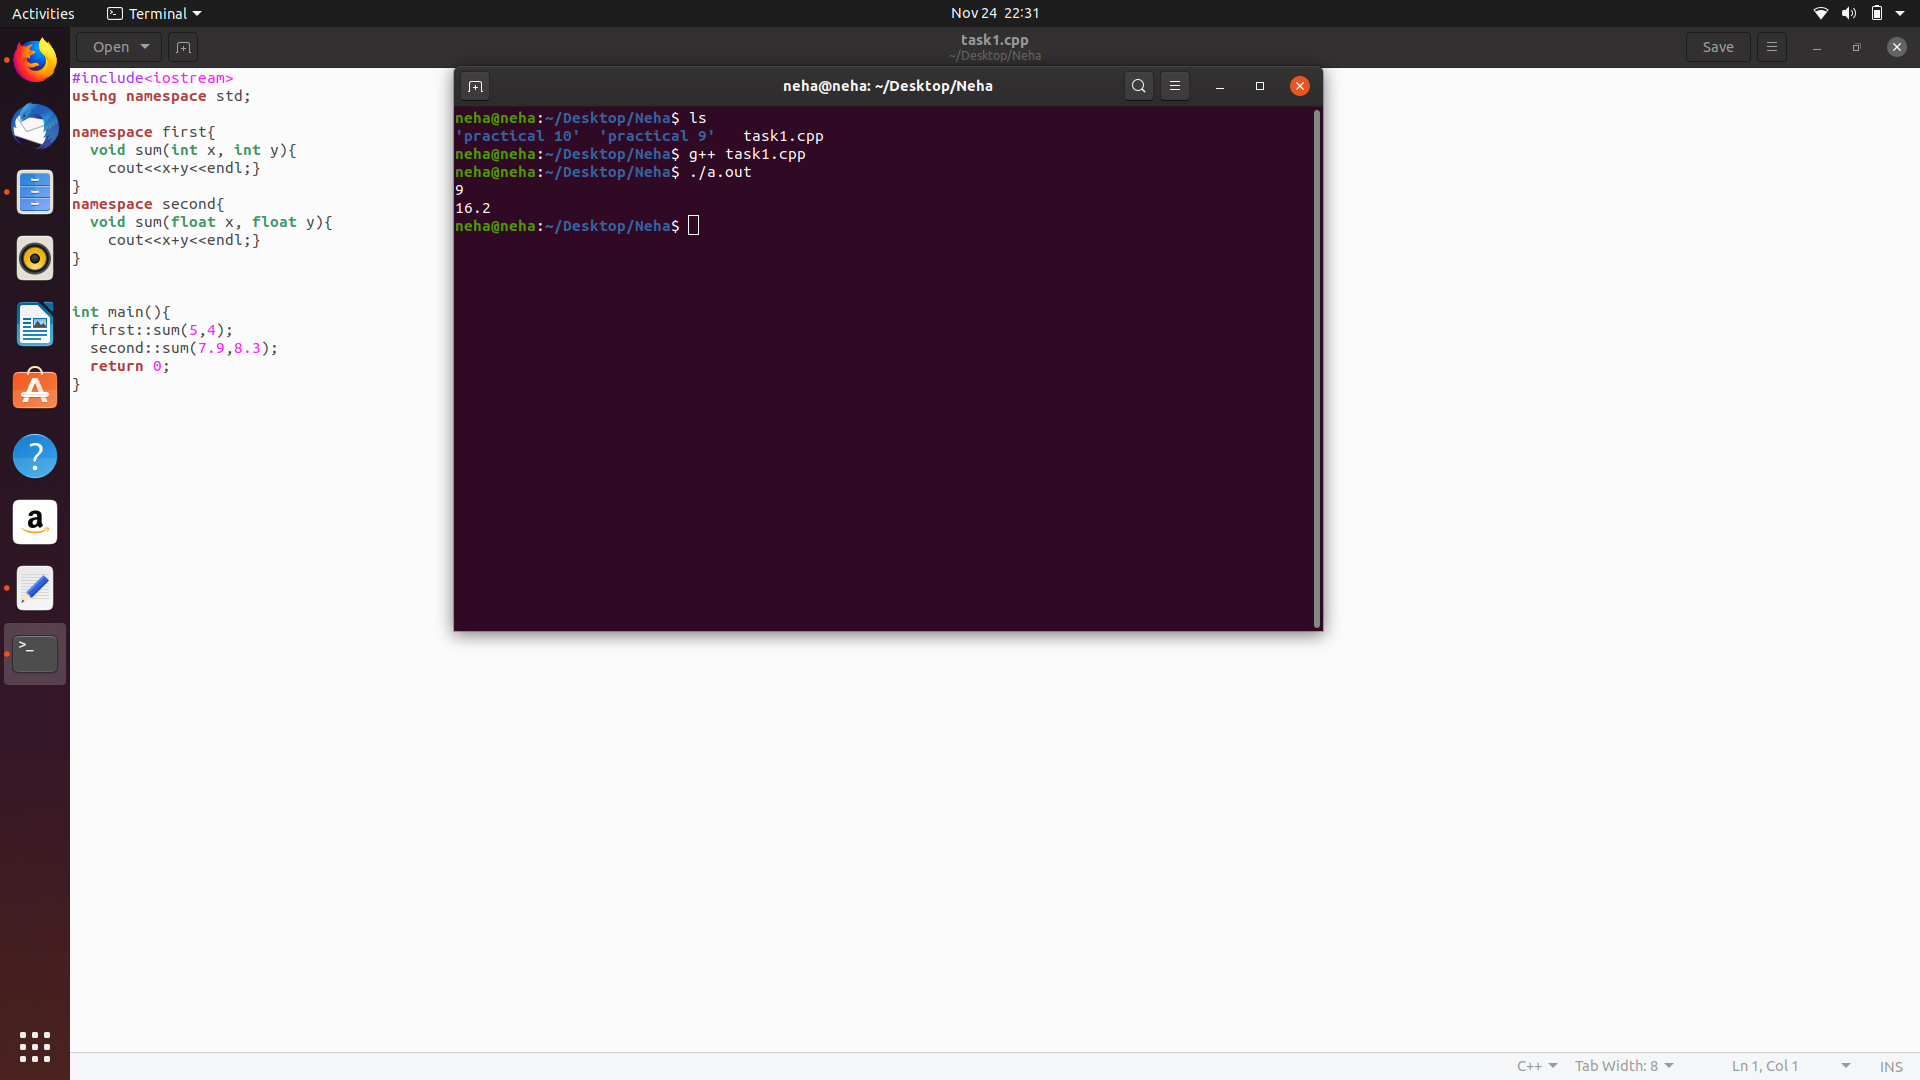 Activities
Terminal
Nov 24 22:31
Open
task1.cpp
~/Desktop/Neha
Save
#include<iostream>
using namespace std;
namespace first{
  void sum(int x, int y){
    cout<<x+y<<endl;}
}
namespace second{
  void sum(float x, float y){
    cout<<x+y<<endl;}
}
int main(){
  first::sum(5,4);
  second::sum(7.9,8.3);
  return 0;
}
neha@neha: ~/Desktop/Neha
neha@neha:~/Desktop/Neha$ ls
'practical 10'  'practical 9'   task1.cpp
neha@neha:~/Desktop/Neha$ g++ task1.cpp
neha@neha:~/Desktop/Neha$ ./a.out
9
16.2
neha@neha:~/Desktop/Neha$
?
a
>_
C++
Tab Width: 8
Ln 1, Col 1
INS